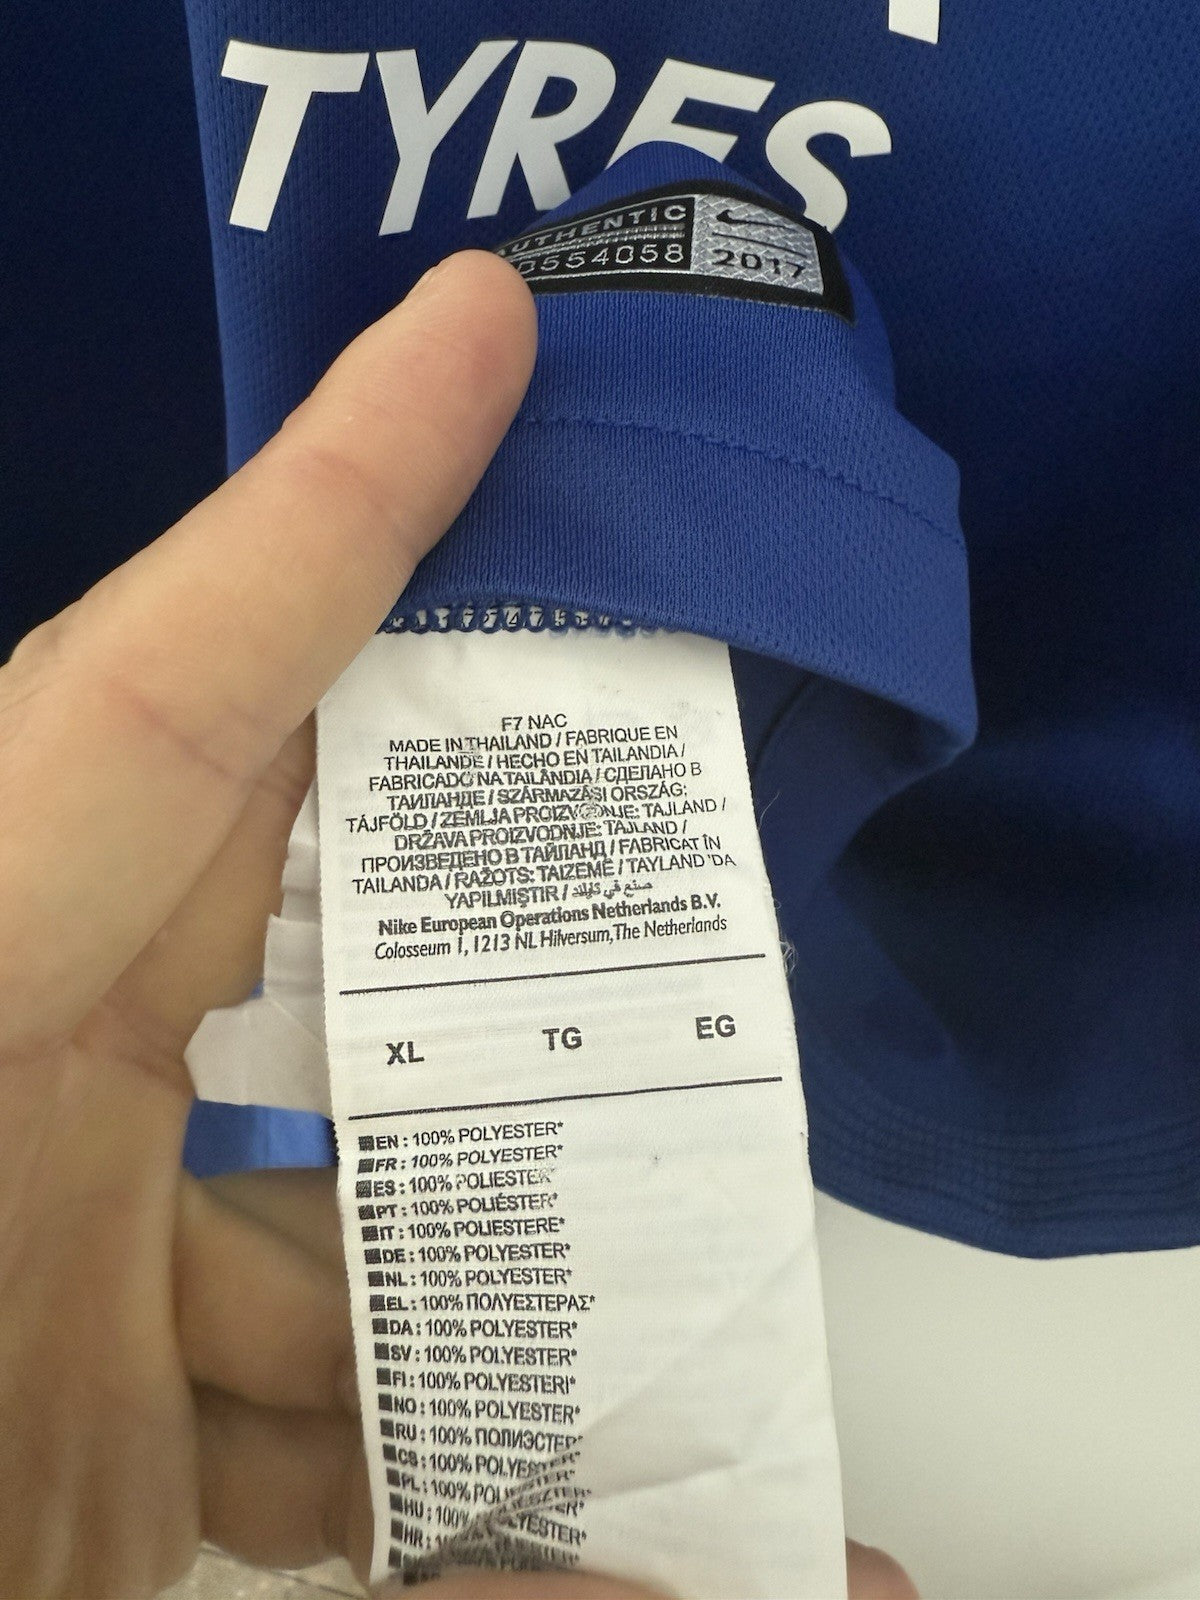 TYRES
AUTHENTIC
0554058
2017
F7 NAC
MADE IN THAILAND / FABRIQUE EN
THAILANDE / HECHO EN TAILANDIA /
FABRICADO NA TAILÂNDIA / СДЕЛАНО В
ТАИЛАНДЕ / SZÁRMAZÁSI ORSZÁG:
TÁJFÖLD / ZEMLJA PROIZVODNJE: TAJLAND /
DRŽAVA PROIZVODNJE: TAJLAND /
ПРОИЗВЕДЕНО В ТАЙЛАНД / FABRICAT ÎN
TAILANDA / RAŽOTS: TAIZEMĒ / TAYLAND 'DA
YAPILMIŞTIR / صنع في تايلاند
Nike European Operations Netherlands B.V.
Colosseum 1, 1213 NL Hilversum, The Netherlands
XL TG EG
EN : 100% POLYESTER*
FR : 100% POLYESTER*
ES : 100% POLIESTER*
PT : 100% POLIÉSTER*
IT : 100% POLIESTERE*
DE : 100% POLYESTER*
NL : 100% POLYESTER*
EL : 100% ΠΟΛΥΕΣΤΕΡΑΣ*
DA : 100% POLYESTER*
SV : 100% POLYESTER*
FI : 100% POLYESTERI*
NO : 100% POLYESTER*
RU : 100% ПОЛИЭСТЕР*
CS : 100% POLYESTER*
PL : 100%
HU : 100%
HR :